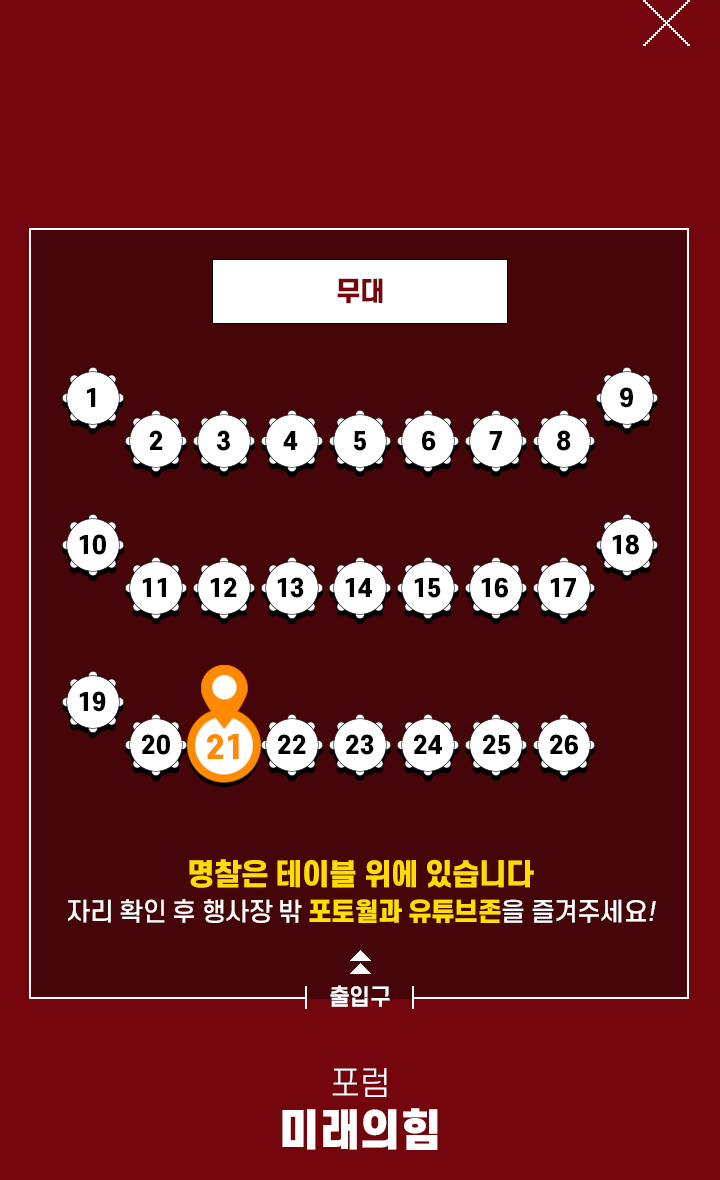 무대
1 9
2 3 4 5 6 7 8
10 18
11 12 13 14 15 16 17
19
20 21 22 23 24 25 26
명찰은 테이블 위에 있습니다
자리 확인 후 행사장 밖 포토월과 유튜브존을 즐겨주세요!
출입구
포럼
미래의힘